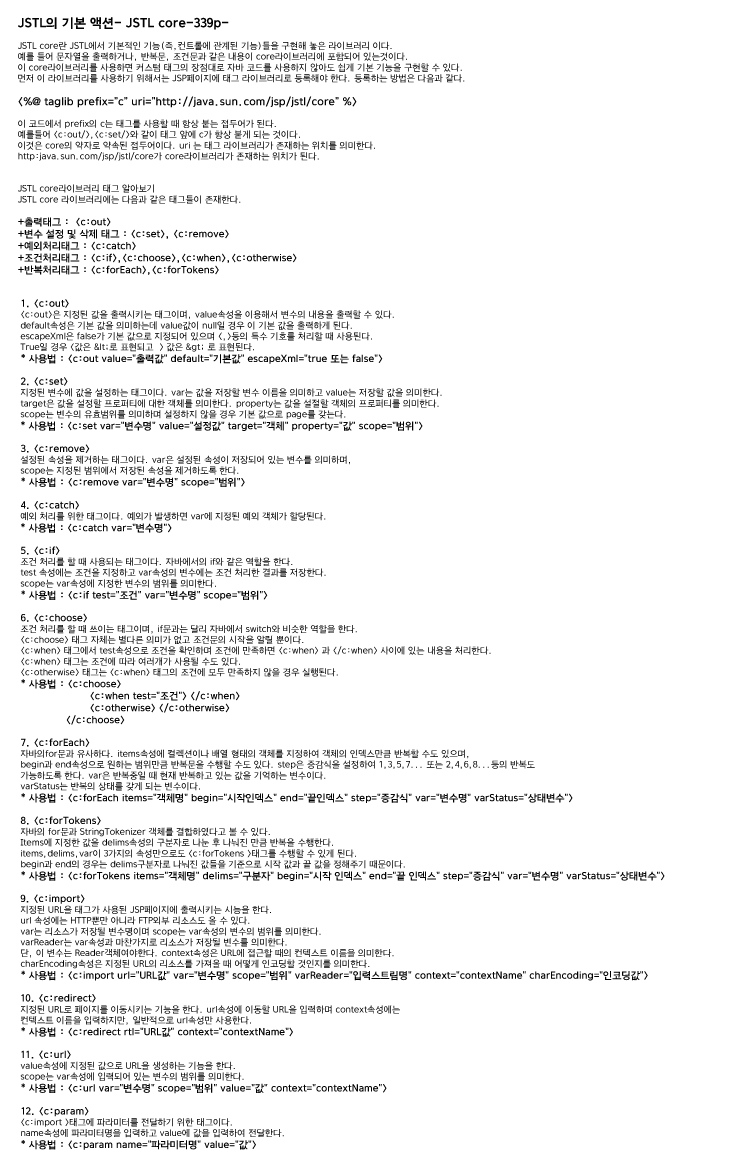 JSTL의 기본 액션- JSTL core-339p-
JSTL core란 JSTL에서 기본적인 기능(즉,컨트롤에 관계된 기능)들을 구현해 놓은 라이브러리 이다.
예를 들어 문자열을 출력하거나, 반복문, 조건문과 같은 내용이 core라이브러리에 포함되어 있는것이다.
이 core라이브러리를 사용하면 커스텀 태그의 장점대로 자바 코드를 사용하지 않아도 쉽게 기본 기능을 구현할 수 있다.
먼저 이 라이브러리를 사용하기 위해서는 JSP페이지에 태그 라이브러리로 등록해야 한다. 등록하는 방법은 다음과 같다.
<%@ taglib prefix="c" uri="http://java.sun.com/jsp/jstl/core" %>
이 코드에서 prefix의 c는 태그를 사용할 때 항상 붙는 접두어가 된다.
예를들어 <c:out/>,<c:set/>와 같이 태그 앞에 c가 항상 붙게 되는 것이다.
이것은 core의 약자로 약속된 접두어이다. uri 는 태그 라이브러리가 존재하는 위치를 의미한다.
http:java.sun.com/jsp/jstl/core가 core라이브러리가 존재하는 위치가 된다.
JSTL core라이브러리 태그 알아보기
JSTL core 라이브러리에는 다음과 같은 태그들이 존재한다.
+출력태그 : <c:out>
+변수 설정 및 삭제 태그 : <c:set>, <c:remove>
+예외처리태그 : <c:catch>
+조건처리태그 : <c:if>,<c:choose>,<c:when>,<c:otherwise>
+반복처리태그 : <c:forEach>,<c:forTokens>
1. <c:out>
<c:out>은 지정된 값을 출력시키는 태그이며, value속성을 이용해서 변수의 내용을 출력할 수 있다.
default속성은 기본 값을 의미하는데 value값이 null일 경우 이 기본 값을 출력하게 된다.
escapeXml은 false가 기본 값으로 지정되어 있으며 <,>등의 특수 기호를 처리할 때 사용된다.
True일 경우 <값은 &lt;로 표현되고 > 값은 &gt; 로 표현된다.
* 사용법 : <c:out value="출력값" default="기본값" escapeXml="true 또는 false">
2. <c:set>
지정된 변수에 값을 설정하는 태그이다. var는 값을 저장할 변수 이름을 의미하고 value는 저장할 값을 의미한다.
target은 값을 설정할 프로퍼티에 대한 객체를 의미한다. property는 값을 설절할 객체의 프로퍼티를 의미한다.
scope는 변수의 유효범위를 의미하며 설정하지 않을 경우 기본 값으로 page를 갖는다.
* 사용법 : <c:set var="변수명" value="설정값" target="객체" property="값" scope="범위">
3. <c:remove>
설정된 속성을 제거하는 태그이다. var은 설정된 속성이 저장되어 있는 변수를 의미하며,
scope는 지정된 범위에서 저장된 속성을 제거하도록 한다.
* 사용법 : <c:remove var="변수명" scope="범위">
4. <c:catch>
예외 처리를 위한 태그이다. 예외가 발생하면 var에 지정된 예외 객체가 할당된다.
* 사용법 : <c:catch var="변수명">
5. <c:if>
조건 처리를 할 때 사용되는 태그이다. 자바에서의 if와 같은 역할을 한다.
test 속성에는 조건을 지정하고 var속성의 변수에는 조건 처리한 결과를 저장한다.
scope는 var속성에 지정한 변수의 범위를 의미한다.
* 사용법 : <c:if test="조건" var="변수명" scope="범위">
6. <c:choose>
조건 처리를 할 때 쓰이는 태그이며, if문과는 달리 자바에서 switch와 비슷한 역할을 한다.
<c:choose> 태그 자체는 별다른 의미가 없고 조건문의 시작을 알릴 뿐이다.
<c:when> 태그에서 test속성으로 조건을 확인하며 조건에 만족하면 <c:when> 과 </c:when> 사이에 있는 내용을 처리한다.
<c:when> 태그는 조건에 따라 여러개가 사용될 수도 있다.
<c:otherwise> 태그는 <c:when> 태그의 조건에 모두 만족하지 않을 경우 실행된다.
* 사용법 : <c:choose>
<c:when test="조건"> </c:when>
<c:otherwise> </c:otherwise>
</c:choose>
7. <c:forEach>
자바의for문과 유사하다. items속성에 컬렉션이나 배열 형태의 객체를 지정하여 객체의 인덱스만큼 반복할 수도 있으며,
begin과 end속성으로 원하는 범위만큼 반복문을 수행할 수도 있다. step은 증감식을 설정하여 1,3,5,7... 또는 2,4,6,8...등의 반복도
가능하도록 한다. var은 반복중일 때 현재 반복하고 있는 값을 기억하는 변수이다.
varStatus는 반복의 상태를 갖게 되는 변수이다.
* 사용법 : <c:forEach items="객체명" begin="시작인덱스" end="끝인덱스" step="증감식" var="변수명" varStatus="상태변수">
8. <c:forTokens>
자바의 for문과 StringTokenizer 객체를 결합하였다고 볼 수 있다.
Items에 지정한 값을 delims속성의 구분자로 나눈 후 나눠진 만큼 반복을 수행한다.
items,delims,var이 3가지의 속성만으로도 <c:forTokens >태그를 수행할 수 있게 된다.
begin과 end의 경우는 delims구분자로 나눠진 값들을 기준으로 시작 값과 끝 값을 정해주기 때문이다.
* 사용법 : <c:forTokens items="객체명" delims="구분자" begin="시작 인덱스" end="끝 인덱스" step="증감식" var="변수명" varStatus="상태변수">
9. <c:import>
지정된 URL을 태그가 사용된 JSP페이지에 출력시키는 시능을 한다.
url 속성에는 HTTP뿐만 아니라 FTP외부 리소스도 올 수 있다.
var는 리소스가 저장될 변수명이며 scope는 var속성의 변수의 범위를 의미한다.
varReader는 var속성과 마찬가지로 리소스가 저장될 변수를 의미한다.
단, 이 변수는 Reader객체여야한다. context속성은 URL에 접근할 때의 컨텍스트 이름을 의미한다.
charEncoding속성은 지정된 URL의 리소스를 가져올 때 어떻게 인코딩할 것인지를 의미한다.
* 사용법 : <c:import url="URL값" var="변수명" scope="범위" varReader="입력스트림명" context="contextName" charEncoding="인코딩값">
10. <c:redirect>
지정된 URL로 페이지를 이동시키는 기능을 한다. url속성에 이동할 URL을 입력하며 context속성에는
컨텍스트 이름을 입력하지만, 일반적으로 url속성만 사용한다.
* 사용법 : <c:redirect rtl="URL값" context="contextName">
11. <c:url>
value속성에 지정된 값으로 URL을 생성하는 기능을 한다.
scope는 var속성에 입력되어 있는 변수의 범위를 의미한다.
* 사용법 : <c:url var="변수명" scope="범위" value="값" context="contextName">
12. <c:param>
<c:import >태그에 파라미터를 전달하기 위한 태그이다.
name속성에 파라미터명을 입력하고 value에 값을 입력하여 전달한다.
* 사용법 : <c:param name="파라미터명" value="값">